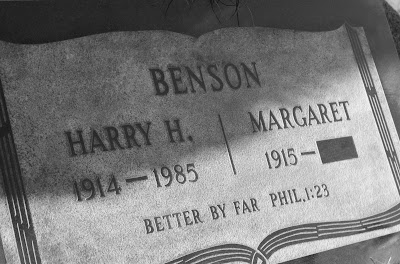 BENSON
HARRY H. MARGARET
1914 – 1985 1915 –
BETTER BY FAR PHIL. 1:23